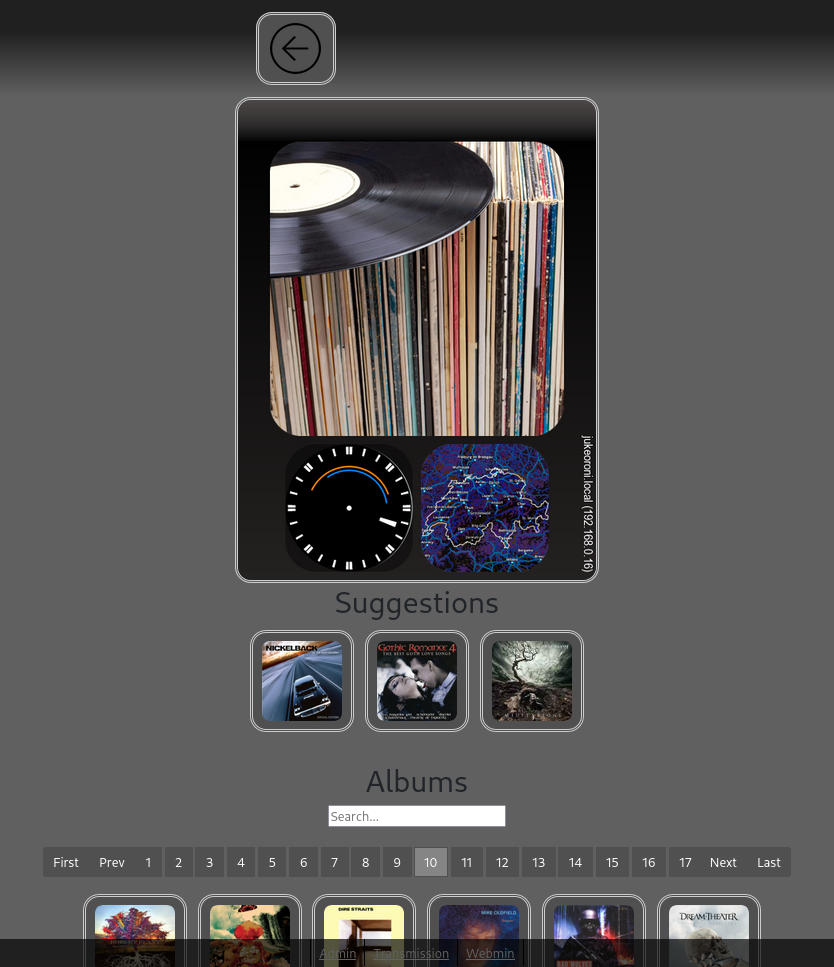 jukeoroni.local (192.168.0.16)
Suggestions
NICKELBACK
Gothic Romance 4
THE BEST GOTH LOVE SONGS
Albums
Search...
First Prev 1 2 3 4 5 6 7 8 9 10 11 12 13 14 15 16 17 Next Last
DIRE STRAITS
MIKE OLDFIELD
BAD WOLVES
DREAM THEATER
Admin Transmission Webmin